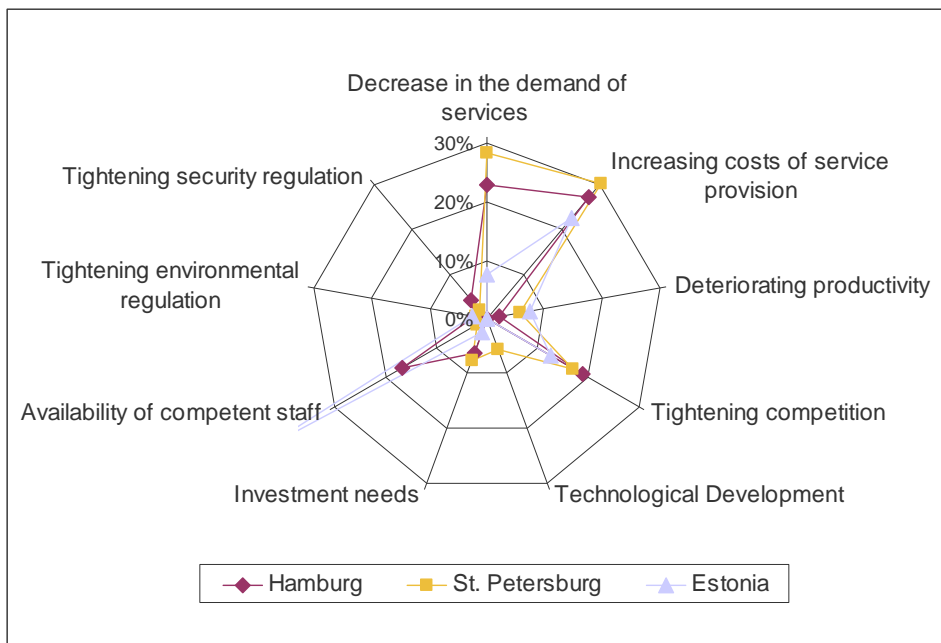 Decrease in the demand of
services
30%
Increasing costs of service
provision
Tightening security regulation
20%
Tightening environmental
regulation
10%
Deteriorating productivity
0%
Availability of competent staff
Tightening competition
Investment needs
Technological Development
Hamburg
St. Petersburg
Estonia